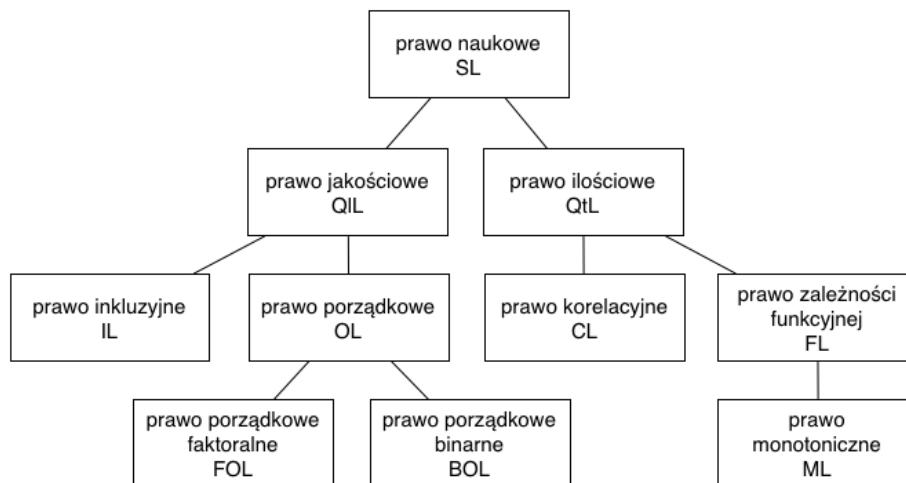 prawo naukowe
SL
prawo jakościowe
QlL
prawo ilościowe
QtL
prawo inkluzyjne
IL
prawo porządkowe
OL
prawo korelacyjne
CL
prawo zależności
funkcyjnej
FL
prawo porządkowe
faktoralne
FOL
prawo porządkowe
binarne
BOL
prawo
monotoniczne
ML